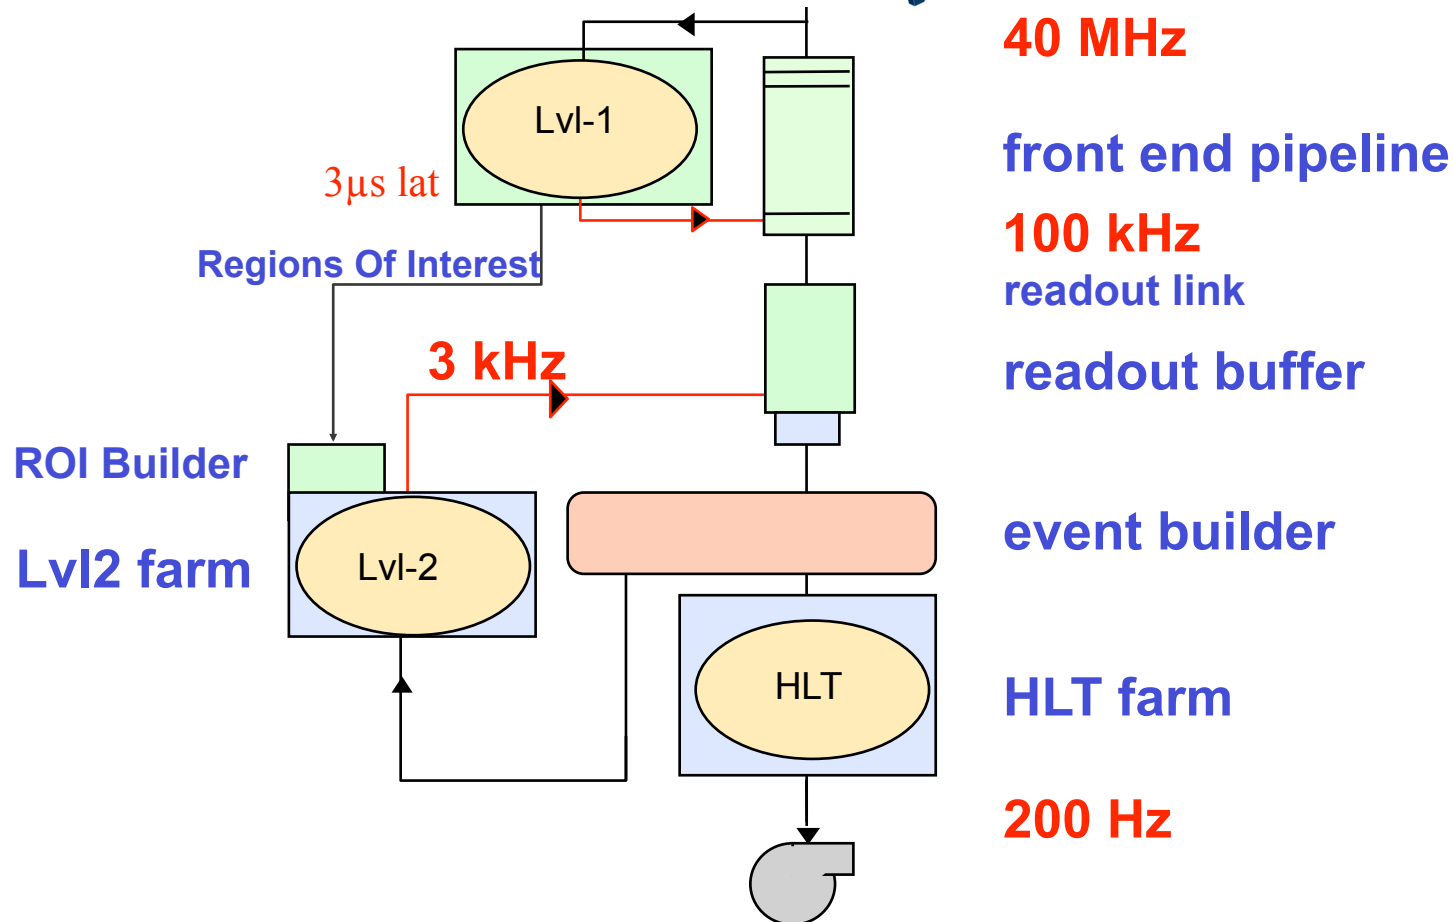 40 MHz
Lvl-1
front end pipeline
3µs lat
100 kHz
Regions Of Interest
readout link
3 kHz
readout buffer
ROI Builder
event builder
Lvl2 farm
Lvl-2
HLT
HLT farm
200 Hz